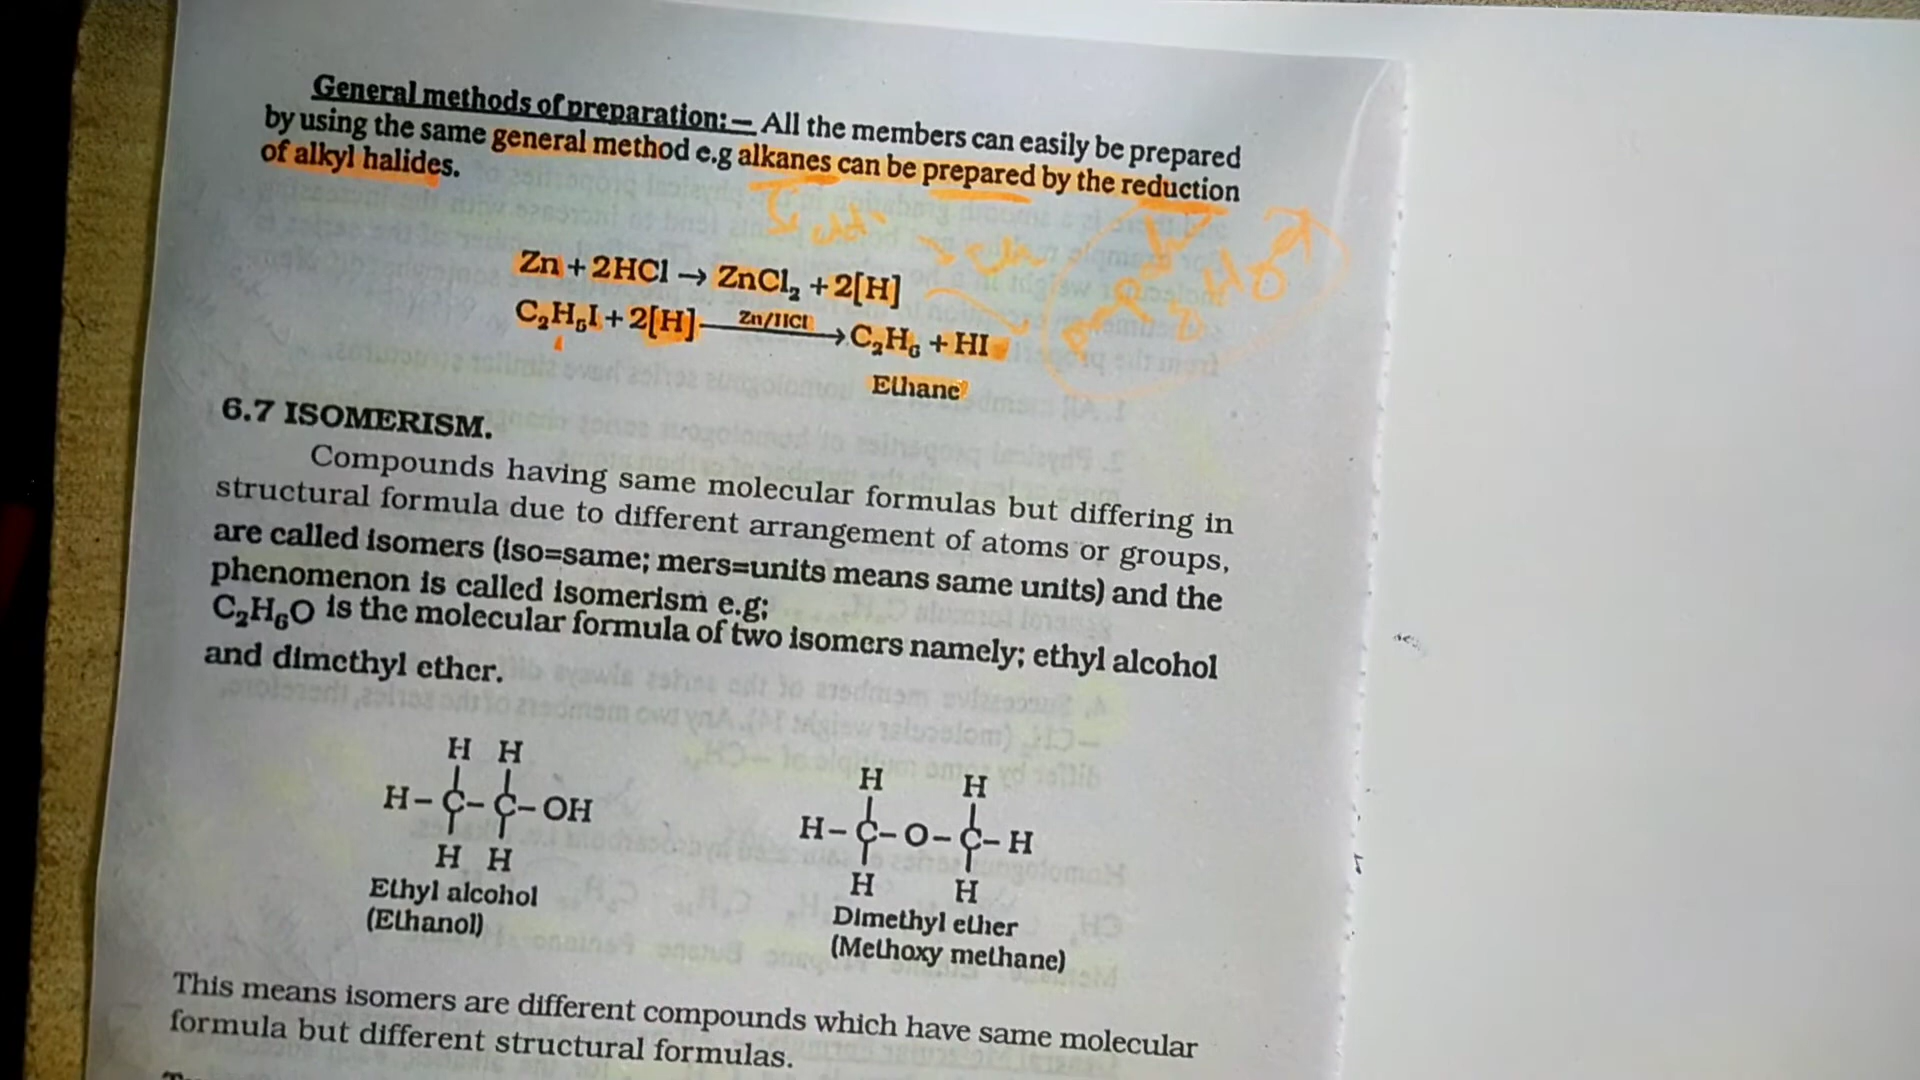 General methods of preparation:– All the members can easily be prepared
by using the same general method e.g alkanes can be prepared by the reduction
of alkyl halides.
Zn + 2HCl → ZnCl₂ + 2[H]
C₂H₅I + 2[H] Zn/HCl → C₂H₆ + HI
Ethane
6.7 ISOMERISM.
Compounds having same molecular formulas but differing in
structural formula due to different arrangement of atoms or groups,
are called isomers (iso=same; mers=units means same units) and the
phenomenon is called isomerism e.g:
C₂H₆O is the molecular formula of two isomers namely; ethyl alcohol
and dimethyl ether.
H H
H – C – C – OH
H H
Ethyl alcohol
(Ethanol)
H H
H – C – O – C – H
H H
Dimethyl ether
(Methoxy methane)
This means isomers are different compounds which have same molecular
formula but different structural formulas.